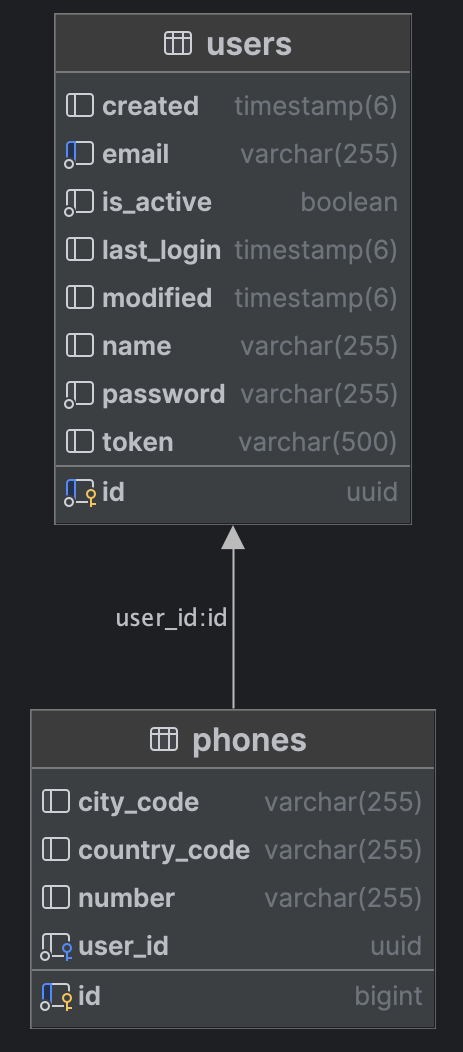 users
created timestamp(6)
email varchar(255)
is_active boolean
last_login timestamp(6)
modified timestamp(6)
name varchar(255)
password varchar(255)
token varchar(500)
id uuid
user_id:id
phones
city_code varchar(255)
country_code varchar(255)
number varchar(255)
user_id uuid
id bigint